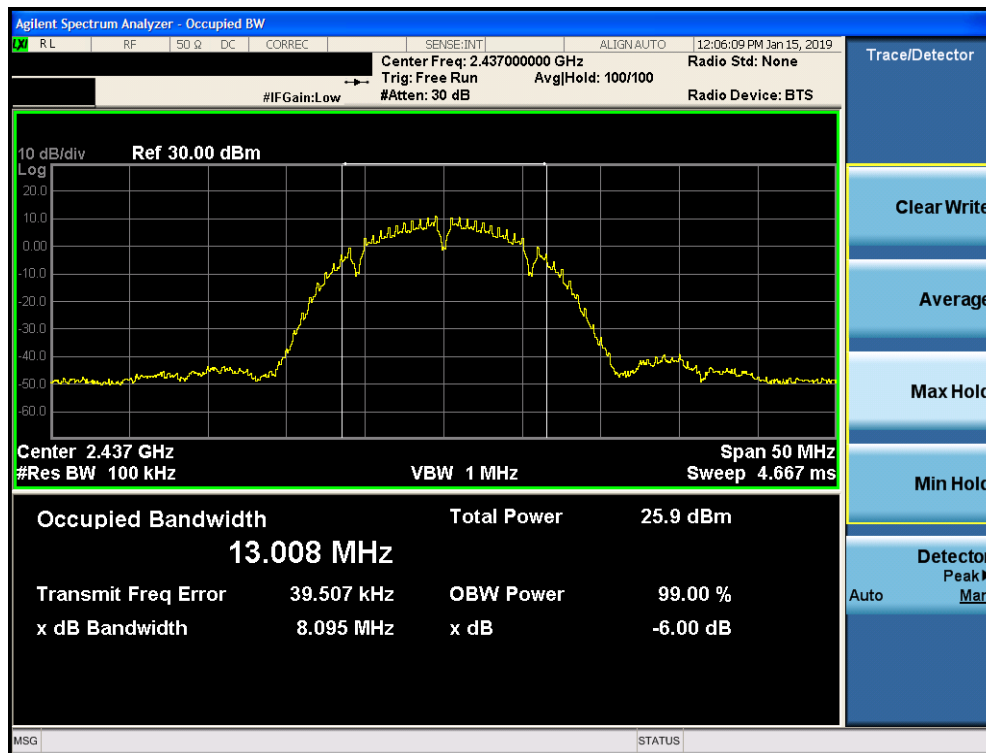 Agilent Spectrum Analyzer - Occupied BW
LXI RL RF 50 Ω DC CORREC SENSE:INT ALIGN AUTO 12:06:09 PM Jan 15, 2019
Center Freq: 2.437000000 GHz Radio Std: None
Trig: Free Run Avg|Hold: 100/100
#IFGain:Low #Atten: 30 dB Radio Device: BTS
Trace/Detector
10 dB/div Ref 30.00 dBm
Log
20.0
10.0
0.00
-10.0
-20.0
-30.0
-40.0
-50.0
-60.0
Center 2.437 GHz Span 50 MHz
#Res BW 100 kHz VBW 1 MHz Sweep 4.667 ms
Occupied Bandwidth Total Power 25.9 dBm
13.008 MHz
Transmit Freq Error 39.507 kHz OBW Power 99.00 %
x dB Bandwidth 8.095 MHz x dB -6.00 dB
Clear Write
Average
Max Hold
Min Hold
Detector
Peak
Auto Man
MSG STATUS